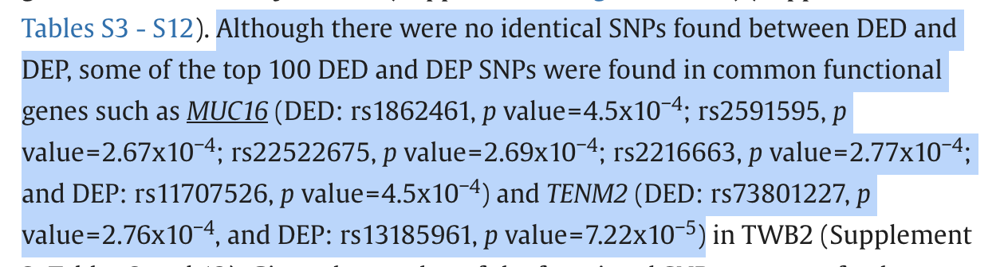 Tables S3 - S12). Although there were no identical SNPs found between DED and
DEP, some of the top 100 DED and DEP SNPs were found in common functional
genes such as MUC16 (DED: rs1862461, p value=4.5x10⁻⁴; rs2591595, p
value=2.67x10⁻⁴; rs22522675, p value=2.69x10⁻⁴; rs2216663, p value=2.77x10⁻⁴;
and DEP: rs11707526, p value=4.5x10⁻⁴) and TENM2 (DED: rs73801227, p
value=2.76x10⁻⁴, and DEP: rs13185961, p value=7.22x10⁻⁵) in TWB2 (Supplement